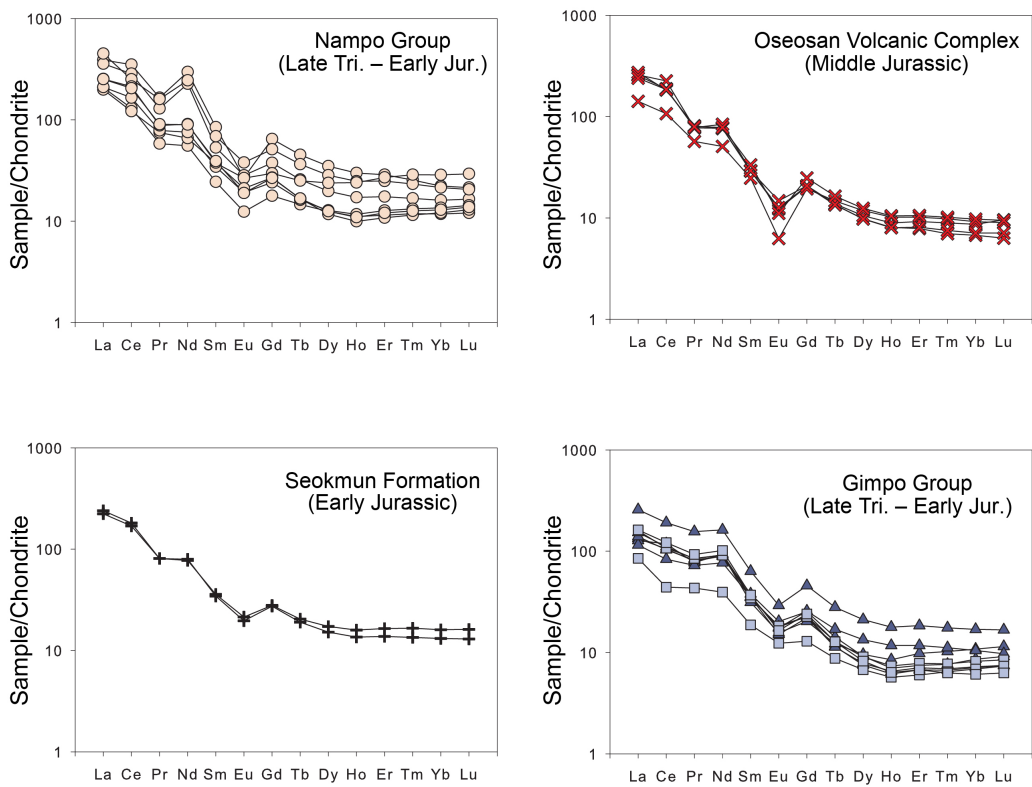 1000
100
10
1
Sample/Chondrite
Nampo Group
(Late Tri. – Early Jur.)
La Ce Pr Nd Sm Eu Gd Tb Dy Ho Er Tm Yb Lu
1000
100
10
1
Sample/Chondrite
Oseosan Volcanic Complex
(Middle Jurassic)
La Ce Pr Nd Sm Eu Gd Tb Dy Ho Er Tm Yb Lu
1000
100
10
1
Sample/Chondrite
Seokmun Formation
(Early Jurassic)
La Ce Pr Nd Sm Eu Gd Tb Dy Ho Er Tm Yb Lu
1000
100
10
1
Sample/Chondrite
Gimpo Group
(Late Tri. – Early Jur.)
La Ce Pr Nd Sm Eu Gd Tb Dy Ho Er Tm Yb Lu